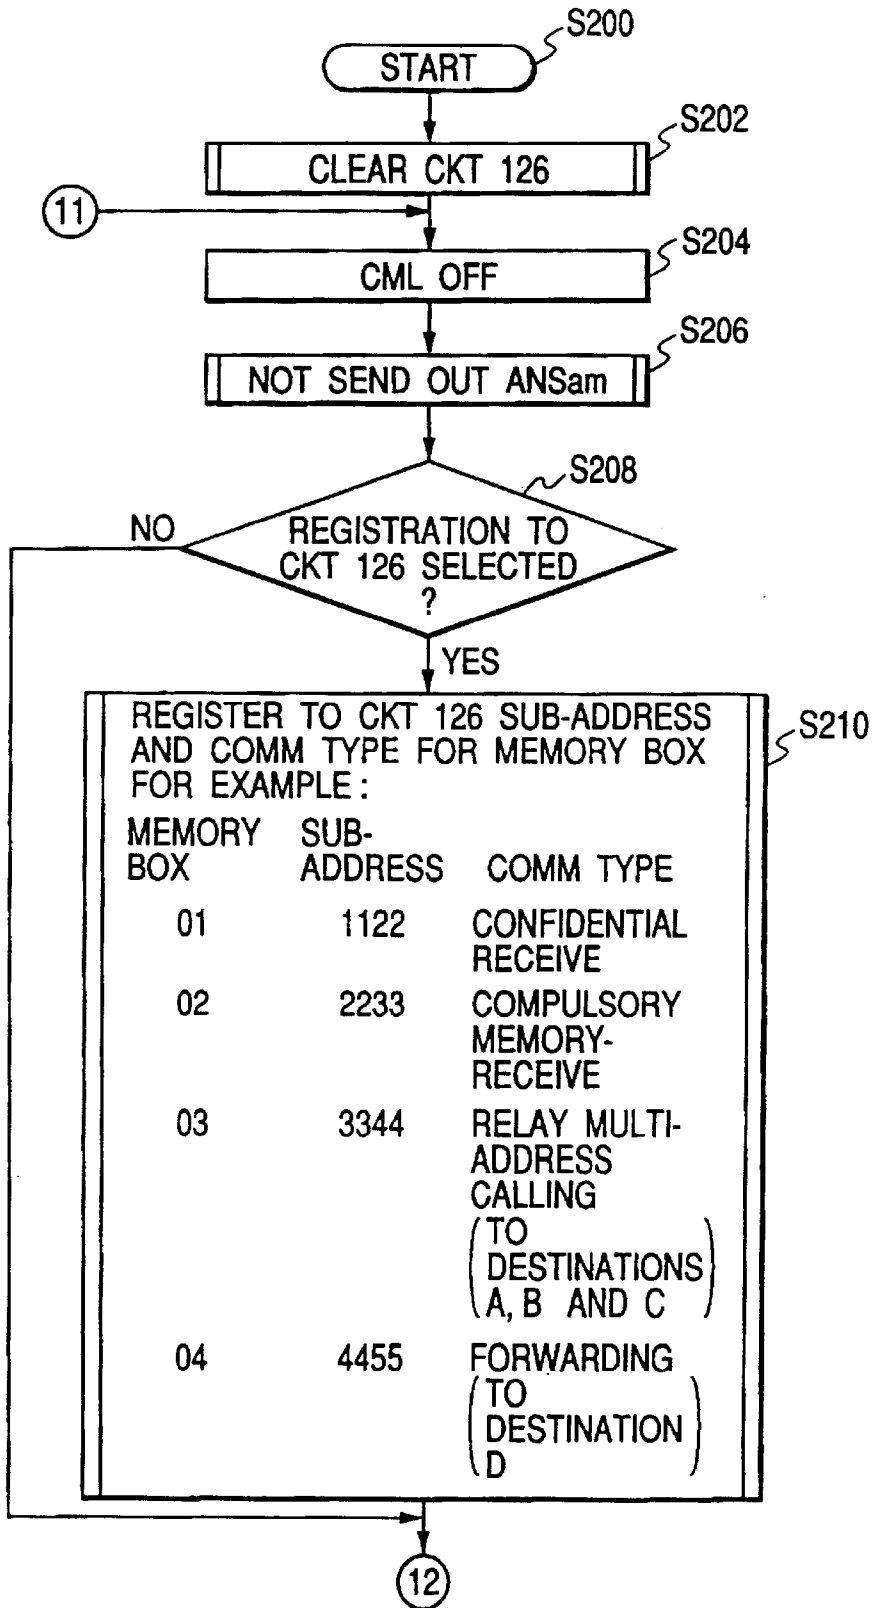 S200
START
S202
CLEAR CKT 126
11
S204
CML OFF
S206
NOT SEND OUT ANSam
S208
NO
REGISTRATION TO
CKT 126 SELECTED
?
YES
S210
REGISTER TO CKT 126 SUB-ADDRESS
AND COMM TYPE FOR MEMORY BOX
FOR EXAMPLE :
MEMORY SUB-
BOX ADDRESS COMM TYPE
01 1122 CONFIDENTIAL
RECEIVE
02 2233 COMPULSORY
MEMORY-
RECEIVE
03 3344 RELAY MULTI-
ADDRESS
CALLING
(TO
DESTINATIONS
A, B AND C)
04 4455 FORWARDING
(TO
DESTINATION
D)
12